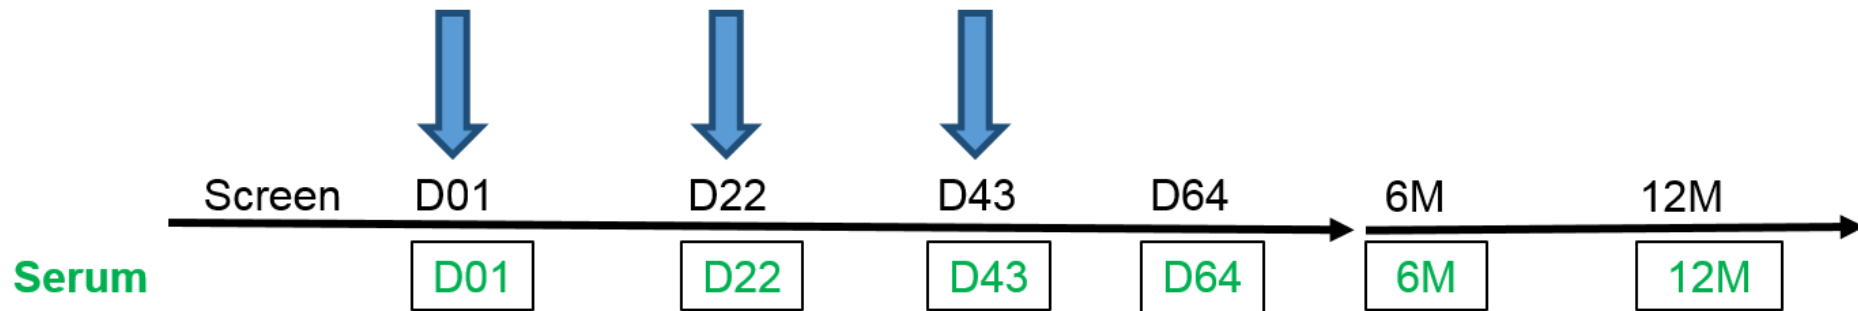 Screen D01 D22 D43 D64 6M 12M
Serum D01 D22 D43 D64 6M 12M